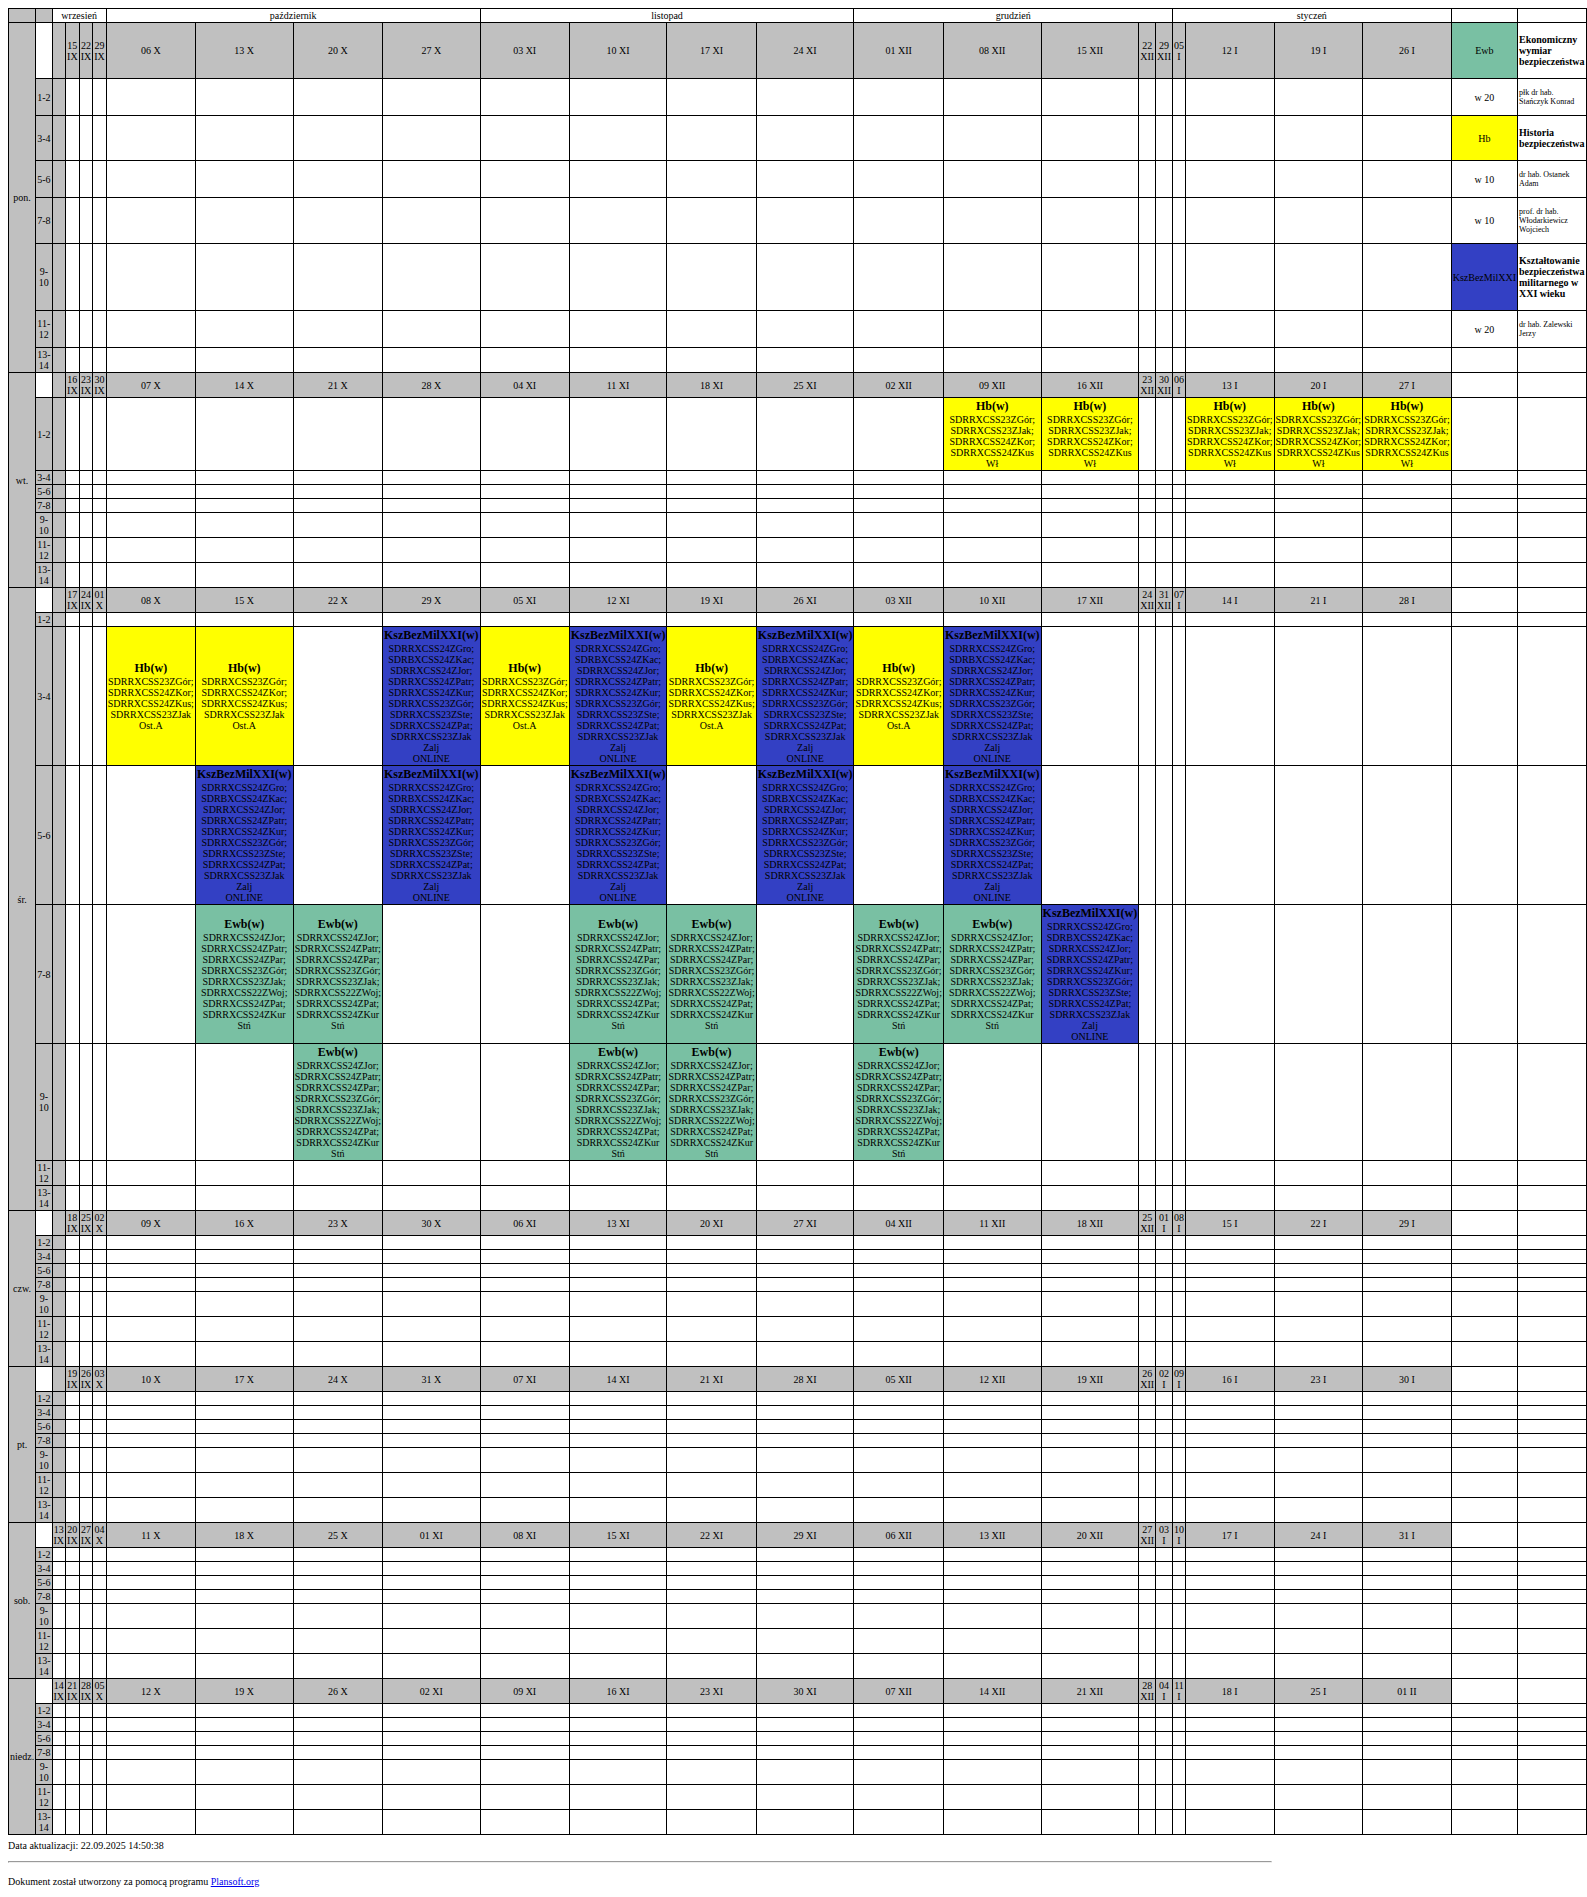 wrzesień październik listopad grudzień styczeń
pon. 15 IX 22 IX 29 IX 06 X 13 X 20 X 27 X 03 XI 10 XI 17 XI 24 XI 01 XII 08 XII 15 XII 22 XII 29 XII 05 I 12 I 19 I 26 I Ewb Ekonomiczny wymiar bezpieczeństwa
1-2 w 20 płk dr hab. Stańczyk Konrad
3-4 Hb Historia bezpieczeństwa
5-6 w 10 dr hab. Ostanek Adam
7-8 w 10 prof. dr hab. Włodarkiewicz Wojciech
9-10 KszBezMilXXI Kształtowanie bezpieczeństwa militarnego w XXI wieku
11-12 w 20 dr hab. Zalewski Jerzy
13-14
wt. 16 IX 23 IX 30 IX 07 X 14 X 21 X 28 X 04 XI 11 XI 18 XI 25 XI 02 XII 09 XII 16 XII 23 XII 30 XII 06 I 13 I 20 I 27 I
1-2 Hb(w) Hb(w) Hb(w) Hb(w) Hb(w)
SDRRXCSS23ZGór; SDRRXCSS23ZGór; SDRRXCSS23ZGór; SDRRXCSS23ZGór; SDRRXCSS23ZGór;
SDRRXCSS23ZJak; SDRRXCSS23ZJak; SDRRXCSS23ZJak; SDRRXCSS23ZJak; SDRRXCSS23ZJak;
SDRRXCSS24ZKor; SDRRXCSS24ZKor; SDRRXCSS24ZKor; SDRRXCSS24ZKor; SDRRXCSS24ZKor;
SDRRXCSS24ZKus SDRRXCSS24ZKus SDRRXCSS24ZKus SDRRXCSS24ZKus SDRRXCSS24ZKus
Wł Wł Wł Wł Wł
3-4
5-6
7-8
9-10
11-12
13-14
śr. 17 IX 24 IX 01 X 08 X 15 X 22 X 29 X 05 XI 12 XI 19 XI 26 XI 03 XII 10 XII 17 XII 24 XII 31 XII 07 I 14 I 21 I 28 I
1-2
3-4
Hb(w)
SDRRXCSS23ZGór;
SDRRXCSS24ZKor;
SDRRXCSS24ZKus;
SDRRXCSS23ZJak
Ost.A
Hb(w)
SDRRXCSS23ZGór;
SDRRXCSS24ZKor;
SDRRXCSS24ZKus;
SDRRXCSS23ZJak
Ost.A
KszBezMilXXI(w)
SDRRXCSS24ZGro;
SDRBXCSS24ZKac;
SDRRXCSS24ZJor;
SDRRXCSS24ZPatr;
SDRRXCSS24ZKur;
SDRRXCSS23ZGór;
SDRRXCSS23ZSte;
SDRRXCSS24ZPat;
SDRRXCSS23ZJak
Zalj
ONLINE
Hb(w)
SDRRXCSS23ZGór;
SDRRXCSS24ZKor;
SDRRXCSS24ZKus;
SDRRXCSS23ZJak
Ost.A
KszBezMilXXI(w)
SDRRXCSS24ZGro;
SDRBXCSS24ZKac;
SDRRXCSS24ZJor;
SDRRXCSS24ZPatr;
SDRRXCSS24ZKur;
SDRRXCSS23ZGór;
SDRRXCSS23ZSte;
SDRRXCSS24ZPat;
SDRRXCSS23ZJak
Zalj
ONLINE
Hb(w)
SDRRXCSS23ZGór;
SDRRXCSS24ZKor;
SDRRXCSS24ZKus;
SDRRXCSS23ZJak
Ost.A
KszBezMilXXI(w)
SDRRXCSS24ZGro;
SDRBXCSS24ZKac;
SDRRXCSS24ZJor;
SDRRXCSS24ZPatr;
SDRRXCSS24ZKur;
SDRRXCSS23ZGór;
SDRRXCSS23ZSte;
SDRRXCSS24ZPat;
SDRRXCSS23ZJak
Zalj
ONLINE
Hb(w)
SDRRXCSS23ZGór;
SDRRXCSS24ZKor;
SDRRXCSS24ZKus;
SDRRXCSS23ZJak
Ost.A
KszBezMilXXI(w)
SDRRXCSS24ZGro;
SDRBXCSS24ZKac;
SDRRXCSS24ZJor;
SDRRXCSS24ZPatr;
SDRRXCSS24ZKur;
SDRRXCSS23ZGór;
SDRRXCSS23ZSte;
SDRRXCSS24ZPat;
SDRRXCSS23ZJak
Zalj
ONLINE
5-6 KszBezMilXXI(w) KszBezMilXXI(w) KszBezMilXXI(w) KszBezMilXXI(w) KszBezMilXXI(w)
SDRRXCSS24ZGro; SDRRXCSS24ZGro; SDRRXCSS24ZGro; SDRRXCSS24ZGro; SDRRXCSS24ZGro;
SDRBXCSS24ZKac; SDRBXCSS24ZKac; SDRBXCSS24ZKac; SDRBXCSS24ZKac; SDRBXCSS24ZKac;
SDRRXCSS24ZJor; SDRRXCSS24ZJor; SDRRXCSS24ZJor; SDRRXCSS24ZJor; SDRRXCSS24ZJor;
SDRRXCSS24ZPatr; SDRRXCSS24ZPatr; SDRRXCSS24ZPatr; SDRRXCSS24ZPatr; SDRRXCSS24ZPatr;
SDRRXCSS24ZKur; SDRRXCSS24ZKur; SDRRXCSS24ZKur; SDRRXCSS24ZKur; SDRRXCSS24ZKur;
SDRRXCSS23ZGór; SDRRXCSS23ZGór; SDRRXCSS23ZGór; SDRRXCSS23ZGór; SDRRXCSS23ZGór;
SDRRXCSS23ZSte; SDRRXCSS23ZSte; SDRRXCSS23ZSte; SDRRXCSS23ZSte; SDRRXCSS23ZSte;
SDRRXCSS24ZPat; SDRRXCSS24ZPat; SDRRXCSS24ZPat; SDRRXCSS24ZPat; SDRRXCSS24ZPat;
SDRRXCSS23ZJak SDRRXCSS23ZJak SDRRXCSS23ZJak SDRRXCSS23ZJak SDRRXCSS23ZJak
Zalj Zalj Zalj Zalj Zalj
ONLINE ONLINE ONLINE ONLINE ONLINE
7-8 Ewb(w) Ewb(w) Ewb(w) Ewb(w) Ewb(w) Ewb(w)
SDRRXCSS24ZJor; SDRRXCSS24ZJor; SDRRXCSS24ZJor; SDRRXCSS24ZJor; SDRRXCSS24ZJor; SDRRXCSS24ZJor;
SDRRXCSS24ZPatr; SDRRXCSS24ZPatr; SDRRXCSS24ZPatr; SDRRXCSS24ZPatr; SDRRXCSS24ZPatr; SDRRXCSS24ZPatr;
SDRRXCSS24ZPar; SDRRXCSS24ZPar; SDRRXCSS24ZPar; SDRRXCSS24ZPar; SDRRXCSS24ZPar; SDRRXCSS24ZPar;
SDRRXCSS23ZGór; SDRRXCSS23ZGór; SDRRXCSS23ZGór; SDRRXCSS23ZGór; SDRRXCSS23ZGór; SDRRXCSS23ZGór;
SDRRXCSS23ZJak; SDRRXCSS23ZJak; SDRRXCSS23ZJak; SDRRXCSS23ZJak; SDRRXCSS23ZJak; SDRRXCSS23ZJak;
SDRRXCSS22ZWoj; SDRRXCSS22ZWoj; SDRRXCSS22ZWoj; SDRRXCSS22ZWoj; SDRRXCSS22ZWoj; SDRRXCSS22ZWoj;
SDRRXCSS24ZPat; SDRRXCSS24ZPat; SDRRXCSS24ZPat; SDRRXCSS24ZPat; SDRRXCSS24ZPat; SDRRXCSS24ZPat;
SDRRXCSS24ZKur SDRRXCSS24ZKur SDRRXCSS24ZKur SDRRXCSS24ZKur SDRRXCSS24ZKur SDRRXCSS24ZKur
Stń Stń Stń Stń Stń Stń
KszBezMilXXI(w)
SDRRXCSS24ZGro;
SDRBXCSS24ZKac;
SDRRXCSS24ZJor;
SDRRXCSS24ZPatr;
SDRRXCSS24ZKur;
SDRRXCSS23ZGór;
SDRRXCSS23ZSte;
SDRRXCSS24ZPat;
SDRRXCSS23ZJak
Zalj
ONLINE
9-10 Ewb(w) Ewb(w) Ewb(w) Ewb(w)
SDRRXCSS24ZJor; SDRRXCSS24ZJor; SDRRXCSS24ZJor; SDRRXCSS24ZJor;
SDRRXCSS24ZPatr; SDRRXCSS24ZPatr; SDRRXCSS24ZPatr; SDRRXCSS24ZPatr;
SDRRXCSS24ZPar; SDRRXCSS24ZPar; SDRRXCSS24ZPar; SDRRXCSS24ZPar;
SDRRXCSS23ZGór; SDRRXCSS23ZGór; SDRRXCSS23ZGór; SDRRXCSS23ZGór;
SDRRXCSS23ZJak; SDRRXCSS23ZJak; SDRRXCSS23ZJak; SDRRXCSS23ZJak;
SDRRXCSS22ZWoj; SDRRXCSS22ZWoj; SDRRXCSS22ZWoj; SDRRXCSS22ZWoj;
SDRRXCSS24ZPat; SDRRXCSS24ZPat; SDRRXCSS24ZPat; SDRRXCSS24ZPat;
SDRRXCSS24ZKur SDRRXCSS24ZKur SDRRXCSS24ZKur SDRRXCSS24ZKur
Stń Stń Stń Stń
11-12
13-14
czw. 18 IX 25 IX 02 X 09 X 16 X 23 X 30 X 06 XI 13 XI 20 XI 27 XI 04 XII 11 XII 18 XII 25 XII 01 I 08 I 15 I 22 I 29 I
1-2
3-4
5-6
7-8
9-10
11-12
13-14
pt. 19 IX 26 IX 03 X 10 X 17 X 24 X 31 X 07 XI 14 XI 21 XI 28 XI 05 XII 12 XII 19 XII 26 XII 02 I 09 I 16 I 23 I 30 I
1-2
3-4
5-6
7-8
9-10
11-12
13-14
sob. 13 IX 20 IX 27 IX 04 X 11 X 18 X 25 X 01 XI 08 XI 15 XI 22 XI 29 XI 06 XII 13 XII 20 XII 27 XII 03 I 10 I 17 I 24 I 31 I
1-2
3-4
5-6
7-8
9-10
11-12
13-14
niedz. 14 IX 21 IX 28 IX 05 X 12 X 19 X 26 X 02 XI 09 XI 16 XI 23 XI 30 XI 07 XII 14 XII 21 XII 28 XII 04 I 11 I 18 I 25 I 01 II
1-2
3-4
5-6
7-8
9-10
11-12
13-14
Data aktualizacji: 22.09.2025 14:50:38
Dokument został utworzony za pomocą programu Plansoft.org